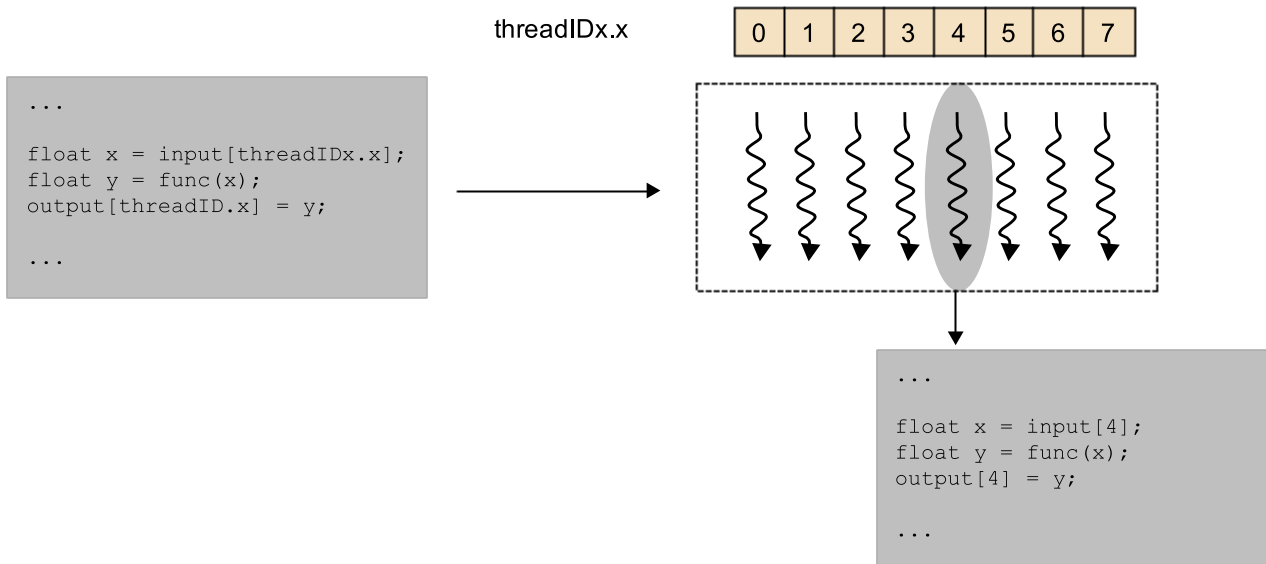 threadIDx.x
0 1 2 3 4 5 6 7
...
float x = input[threadIDx.x];
float y = func(x);
output[threadID.x] = y;
...
...
float x = input[4];
float y = func(x);
output[4] = y;
...